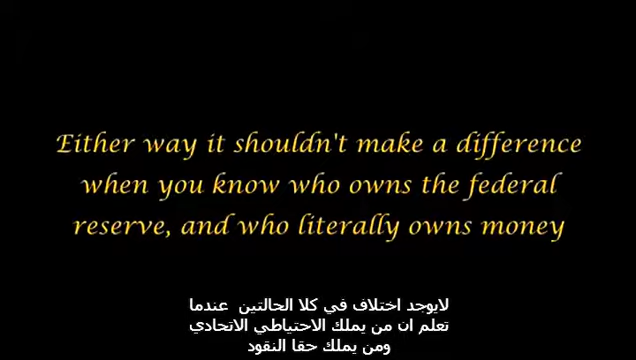 Either way it shouldn't make a difference
when you know who owns the federal
reserve, and who literally owns money
لايوجد اختلاف في كلا الحالتين عندما
تعلم ان من يملك الاحتياطي الاتحادي
ومن يملك حقا النقود